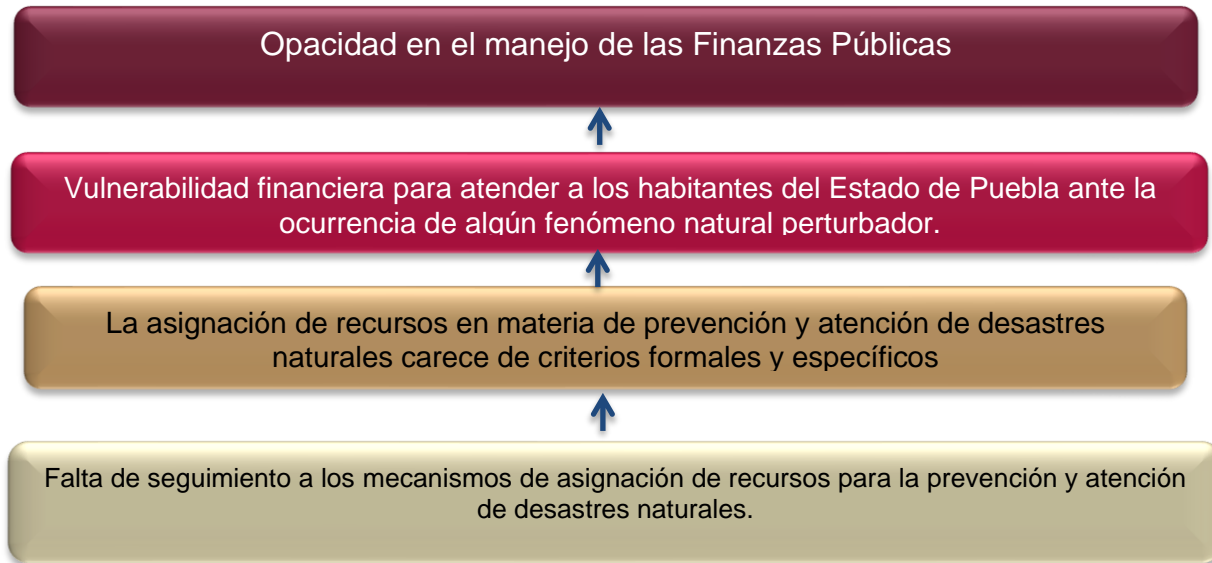 Opacidad en el manejo de las Finanzas Públicas
Vulnerabilidad financiera para atender a los habitantes del Estado de Puebla ante la
ocurrencia de algún fenómeno natural perturbador.
La asignación de recursos en materia de prevención y atención de desastres
naturales carece de criterios formales y específicos
Falta de seguimiento a los mecanismos de asignación de recursos para la prevención y atención
de desastres naturales.